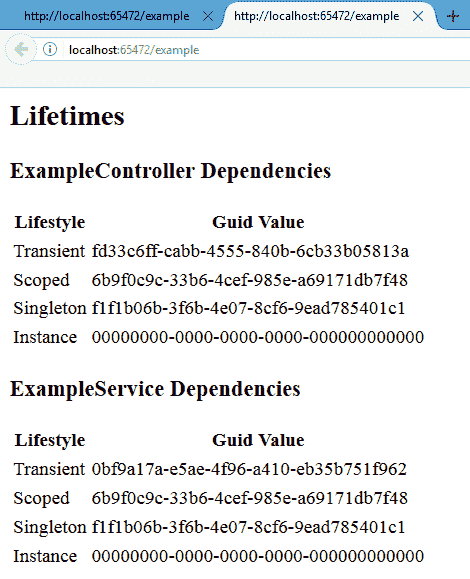 http://localhost:65472/example http://localhost:65472/example
localhost:65472/example
Lifetimes
ExampleController Dependencies
Lifestyle Guid Value
Transient fd33c6ff-cabb-4555-840b-6cb33b05813a
Scoped 6b9f0c9c-33b6-4cef-985e-a69171db7f48
Singleton f1f1b06b-3f6b-4e07-8cf6-9ead785401c1
Instance 00000000-0000-0000-0000-000000000000
ExampleService Dependencies
Lifestyle Guid Value
Transient 0bf9a17a-e5ae-4f96-a410-eb35b751f962
Scoped 6b9f0c9c-33b6-4cef-985e-a69171db7f48
Singleton f1f1b06b-3f6b-4e07-8cf6-9ead785401c1
Instance 00000000-0000-0000-0000-000000000000